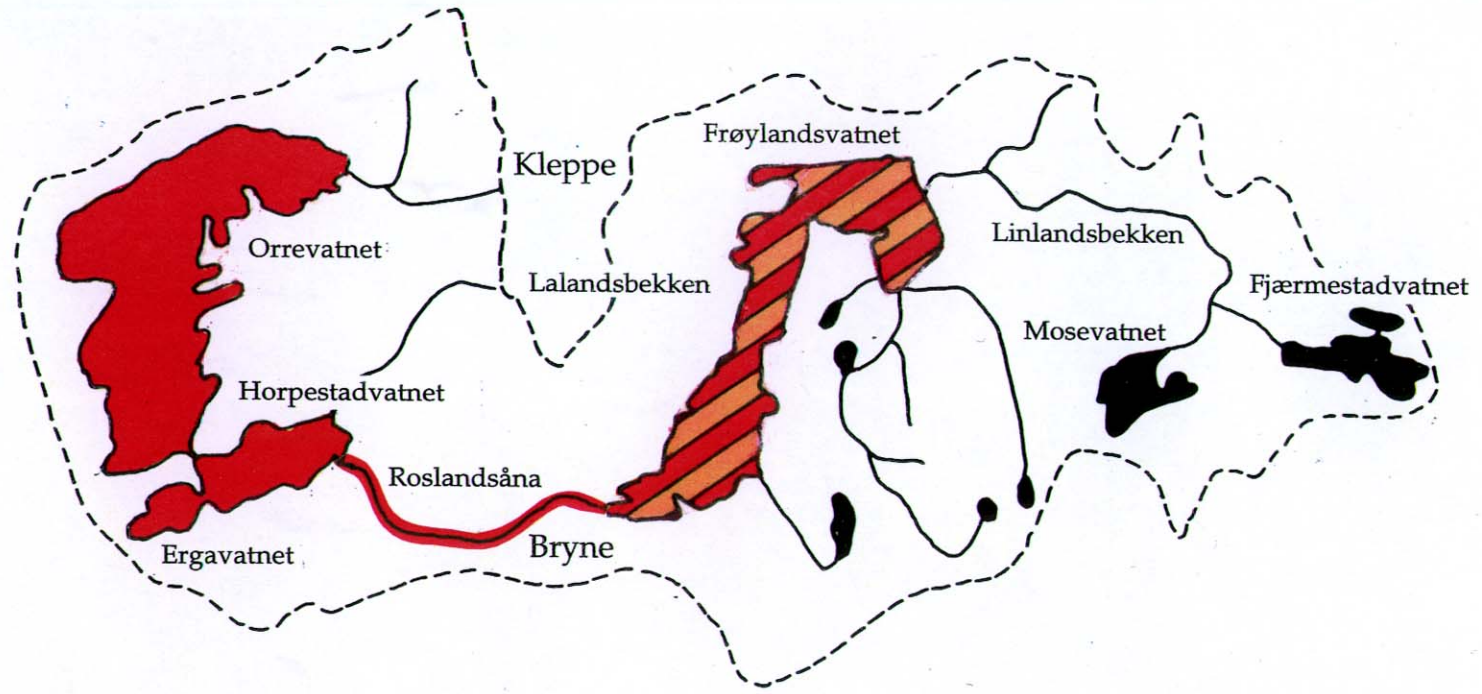 Frøylandsvatnet
Kleppe
Orrevatnet
Linlandsbekken
Lalandsbekken
Fjærmestadvatnet
Mosevatnet
Horpestadvatnet
Roslandsåna
Bryne
Ergavatnet